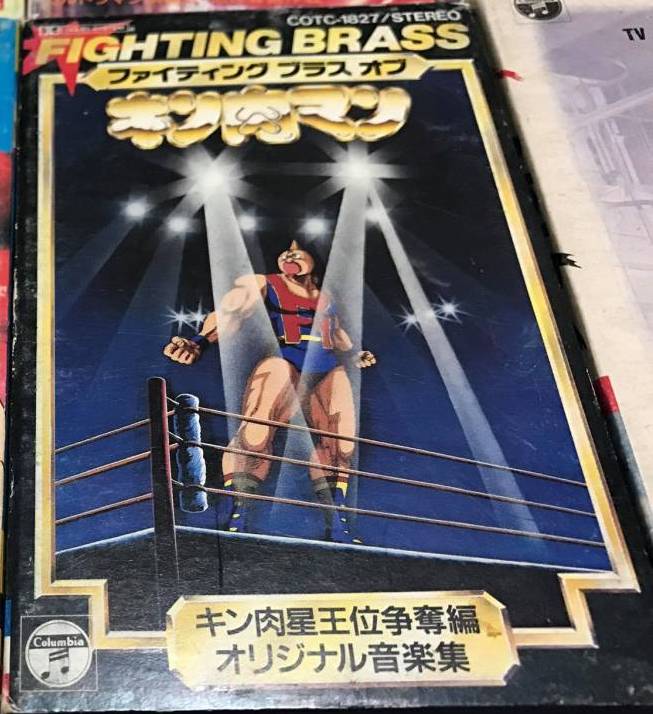 COTC-1827/STEREO
FIGHTING BRASS
ファイティング ブラス オブ
キン肉マン
TV
キン肉星王位争奪編
オリジナル音楽集
Columbia